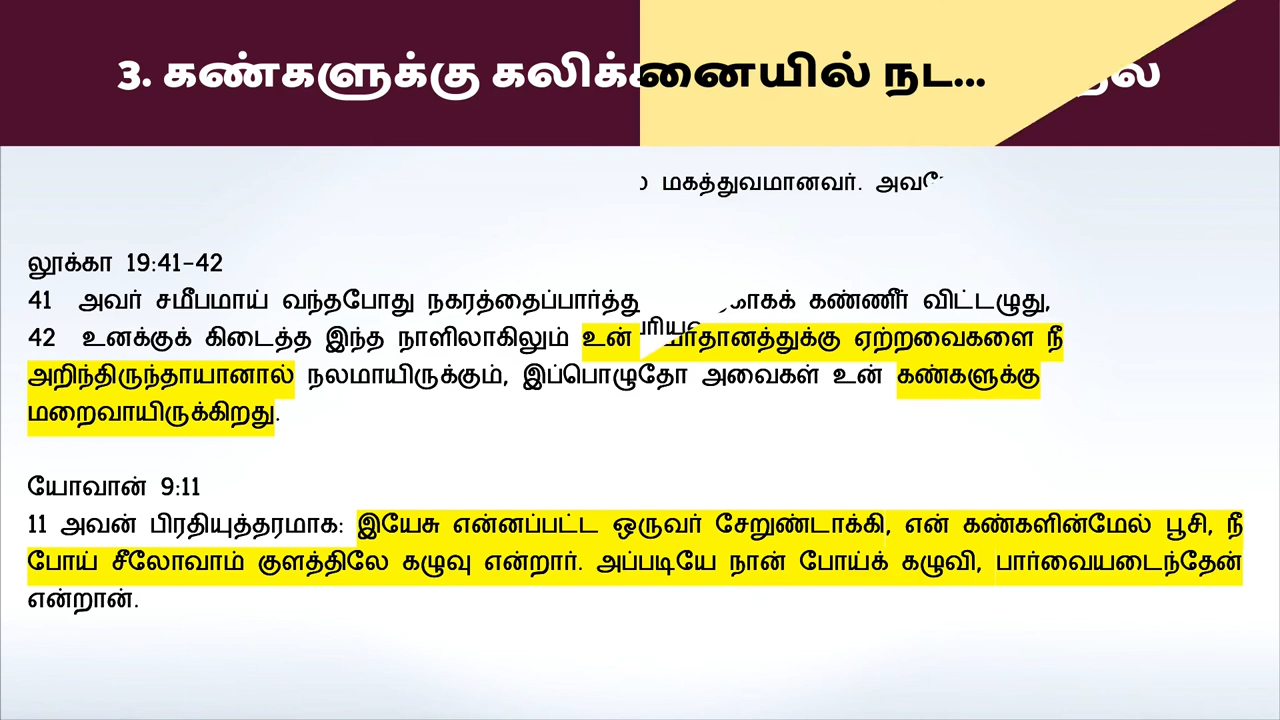 3. கண்களுக்கு னையில் நட...
மகத்துவமானவர்.
லூக்கா 19:41-42
41 அவர் சமீபமாய் வந்தபோது நகரத்தைப்பார்த்து கண்ணீர் விட்டழுது,
42 உனக்குக் கிடைத்த இந்த நாளிலாகிலும் உன் ஏற்றவைகளை நீ
அறிந்திருந்தாயானால் நலமாயிருக்கும், இப்பொழுதோ அவைகள் உன் கண்களுக்கு
மறைவாயிருக்கிறது.
யோவான் 9:11
11 அவன் பிரதியுத்தரமாக: இயேசு என்னப்பட்ட ஒருவர் சேறுண்டாக்கி, என் கண்களின்மேல் பூசி, நீ
போய் சீலோவாம் குளத்திலே கழுவு என்றார். அப்படியே நான் போய்க் கழுவி, பார்வையடைந்தேன்
என்றான்.